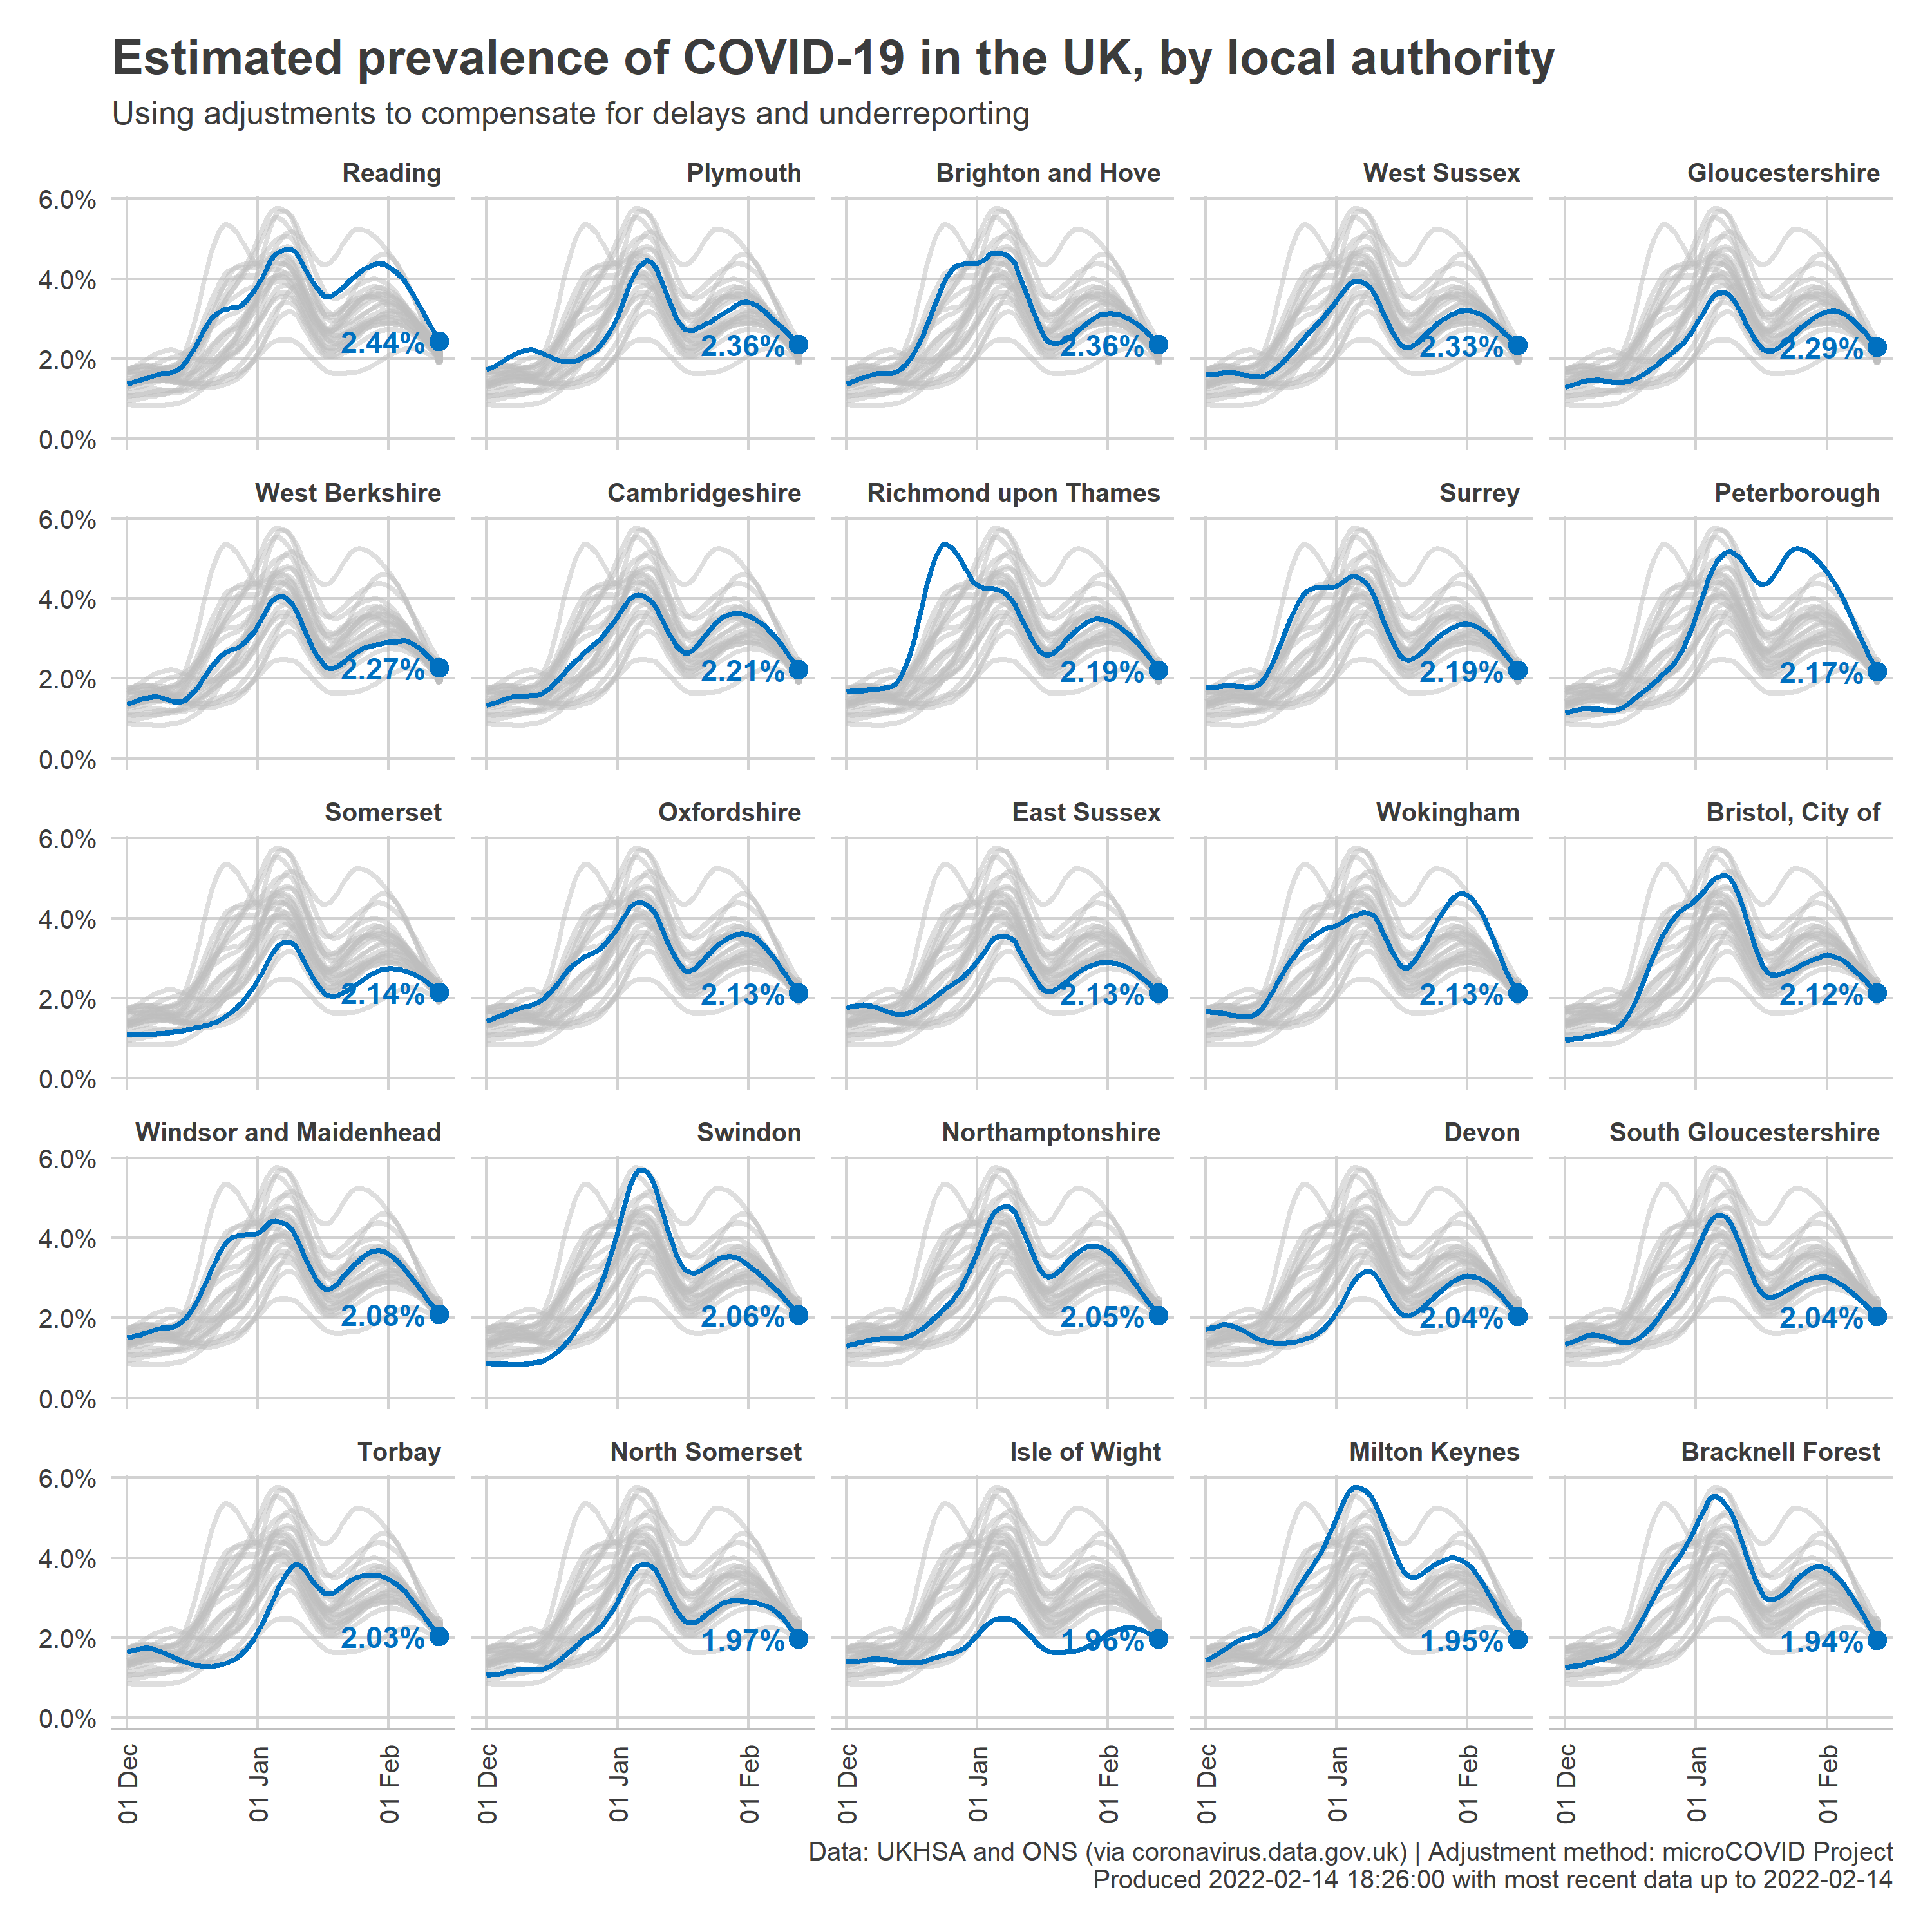 Estimated prevalence of COVID-19 in the UK, by local authority
Using adjustments to compensate for delays and underreporting
Reading
Plymouth
Brighton and Hove
West Sussex
Gloucestershire
6.0%
4.0%
2.0%
0.0%
2.44%
2.36%
2.36%
2.33%
2.29%
West Berkshire
Cambridgeshire
Richmond upon Thames
Surrey
Peterborough
6.0%
4.0%
2.0%
0.0%
2.27%
2.21%
2.19%
2.19%
2.17%
Somerset
Oxfordshire
East Sussex
Wokingham
Bristol, City of
6.0%
4.0%
2.0%
0.0%
2.14%
2.13%
2.13%
2.13%
2.12%
Windsor and Maidenhead
Swindon
Northamptonshire
Devon
South Gloucestershire
6.0%
4.0%
2.0%
0.0%
2.08%
2.06%
2.05%
2.04%
2.04%
Torbay
North Somerset
Isle of Wight
Milton Keynes
Bracknell Forest
6.0%
4.0%
2.0%
0.0%
2.03%
1.97%
1.96%
1.95%
1.94%
01 Dec
01 Jan
01 Feb
01 Dec
01 Jan
01 Feb
01 Dec
01 Jan
01 Feb
01 Dec
01 Jan
01 Feb
01 Dec
01 Jan
01 Feb
Data: UKHSA and ONS (via coronavirus.data.gov.uk) | Adjustment method: microCOVID Project
Produced 2022-02-14 18:26:00 with most recent data up to 2022-02-14